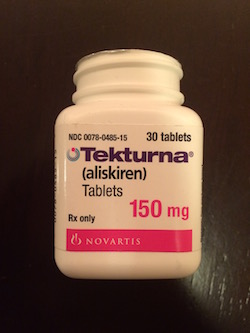 NDC 0078-0485-15 30 tablets
Tekturna®
(aliskiren)
Tablets
150 mg
Rx only
NOVARTIS